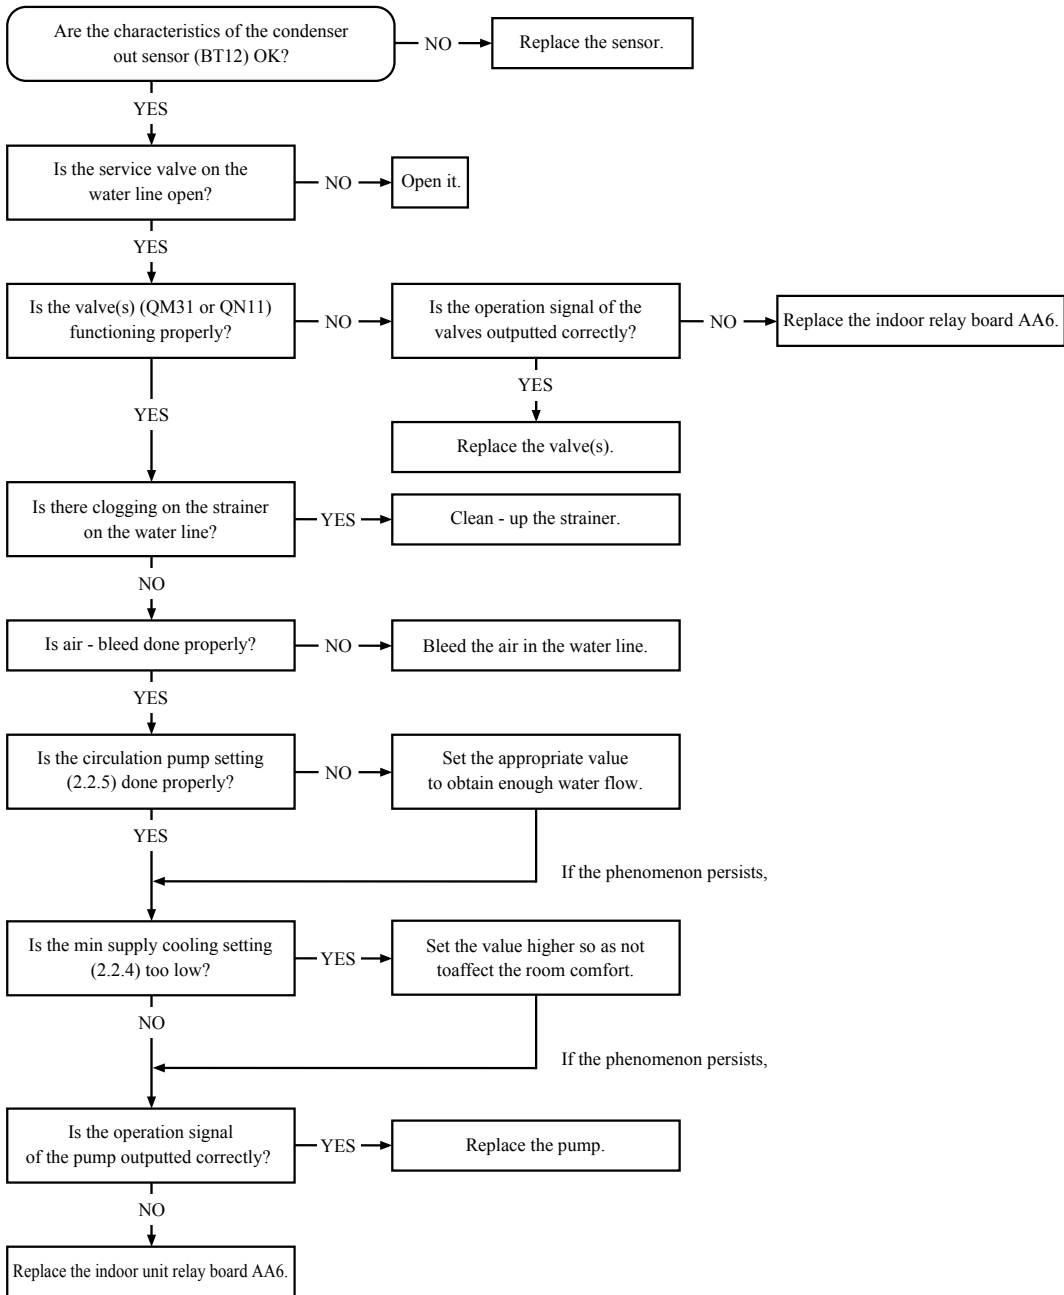 Are the characteristics of the condenser
out sensor (BT12) OK?
NO
Replace the sensor.
YES
Is the service valve on the
water line open?
NO
Open it.
YES
Is the valve(s) (QM31 or QN11)
functioning properly?
NO
Is the operation signal of the
valves outputted correctly?
NO
Replace the indoor relay board AA6.
YES
Replace the valve(s).
YES
Is there clogging on the strainer
on the water line?
YES
Clean - up the strainer.
NO
Is air - bleed done properly?
NO
Bleed the air in the water line.
YES
Is the circulation pump setting
(2.2.5) done properly?
NO
Set the appropriate value
to obtain enough water flow.
YES
If the phenomenon persists,
Is the min supply cooling setting
(2.2.4) too low?
YES
Set the value higher so as not
toaffect the room comfort.
NO
If the phenomenon persists,
Is the operation signal
of the pump outputted correctly?
YES
Replace the pump.
NO
Replace the indoor unit relay board AA6.